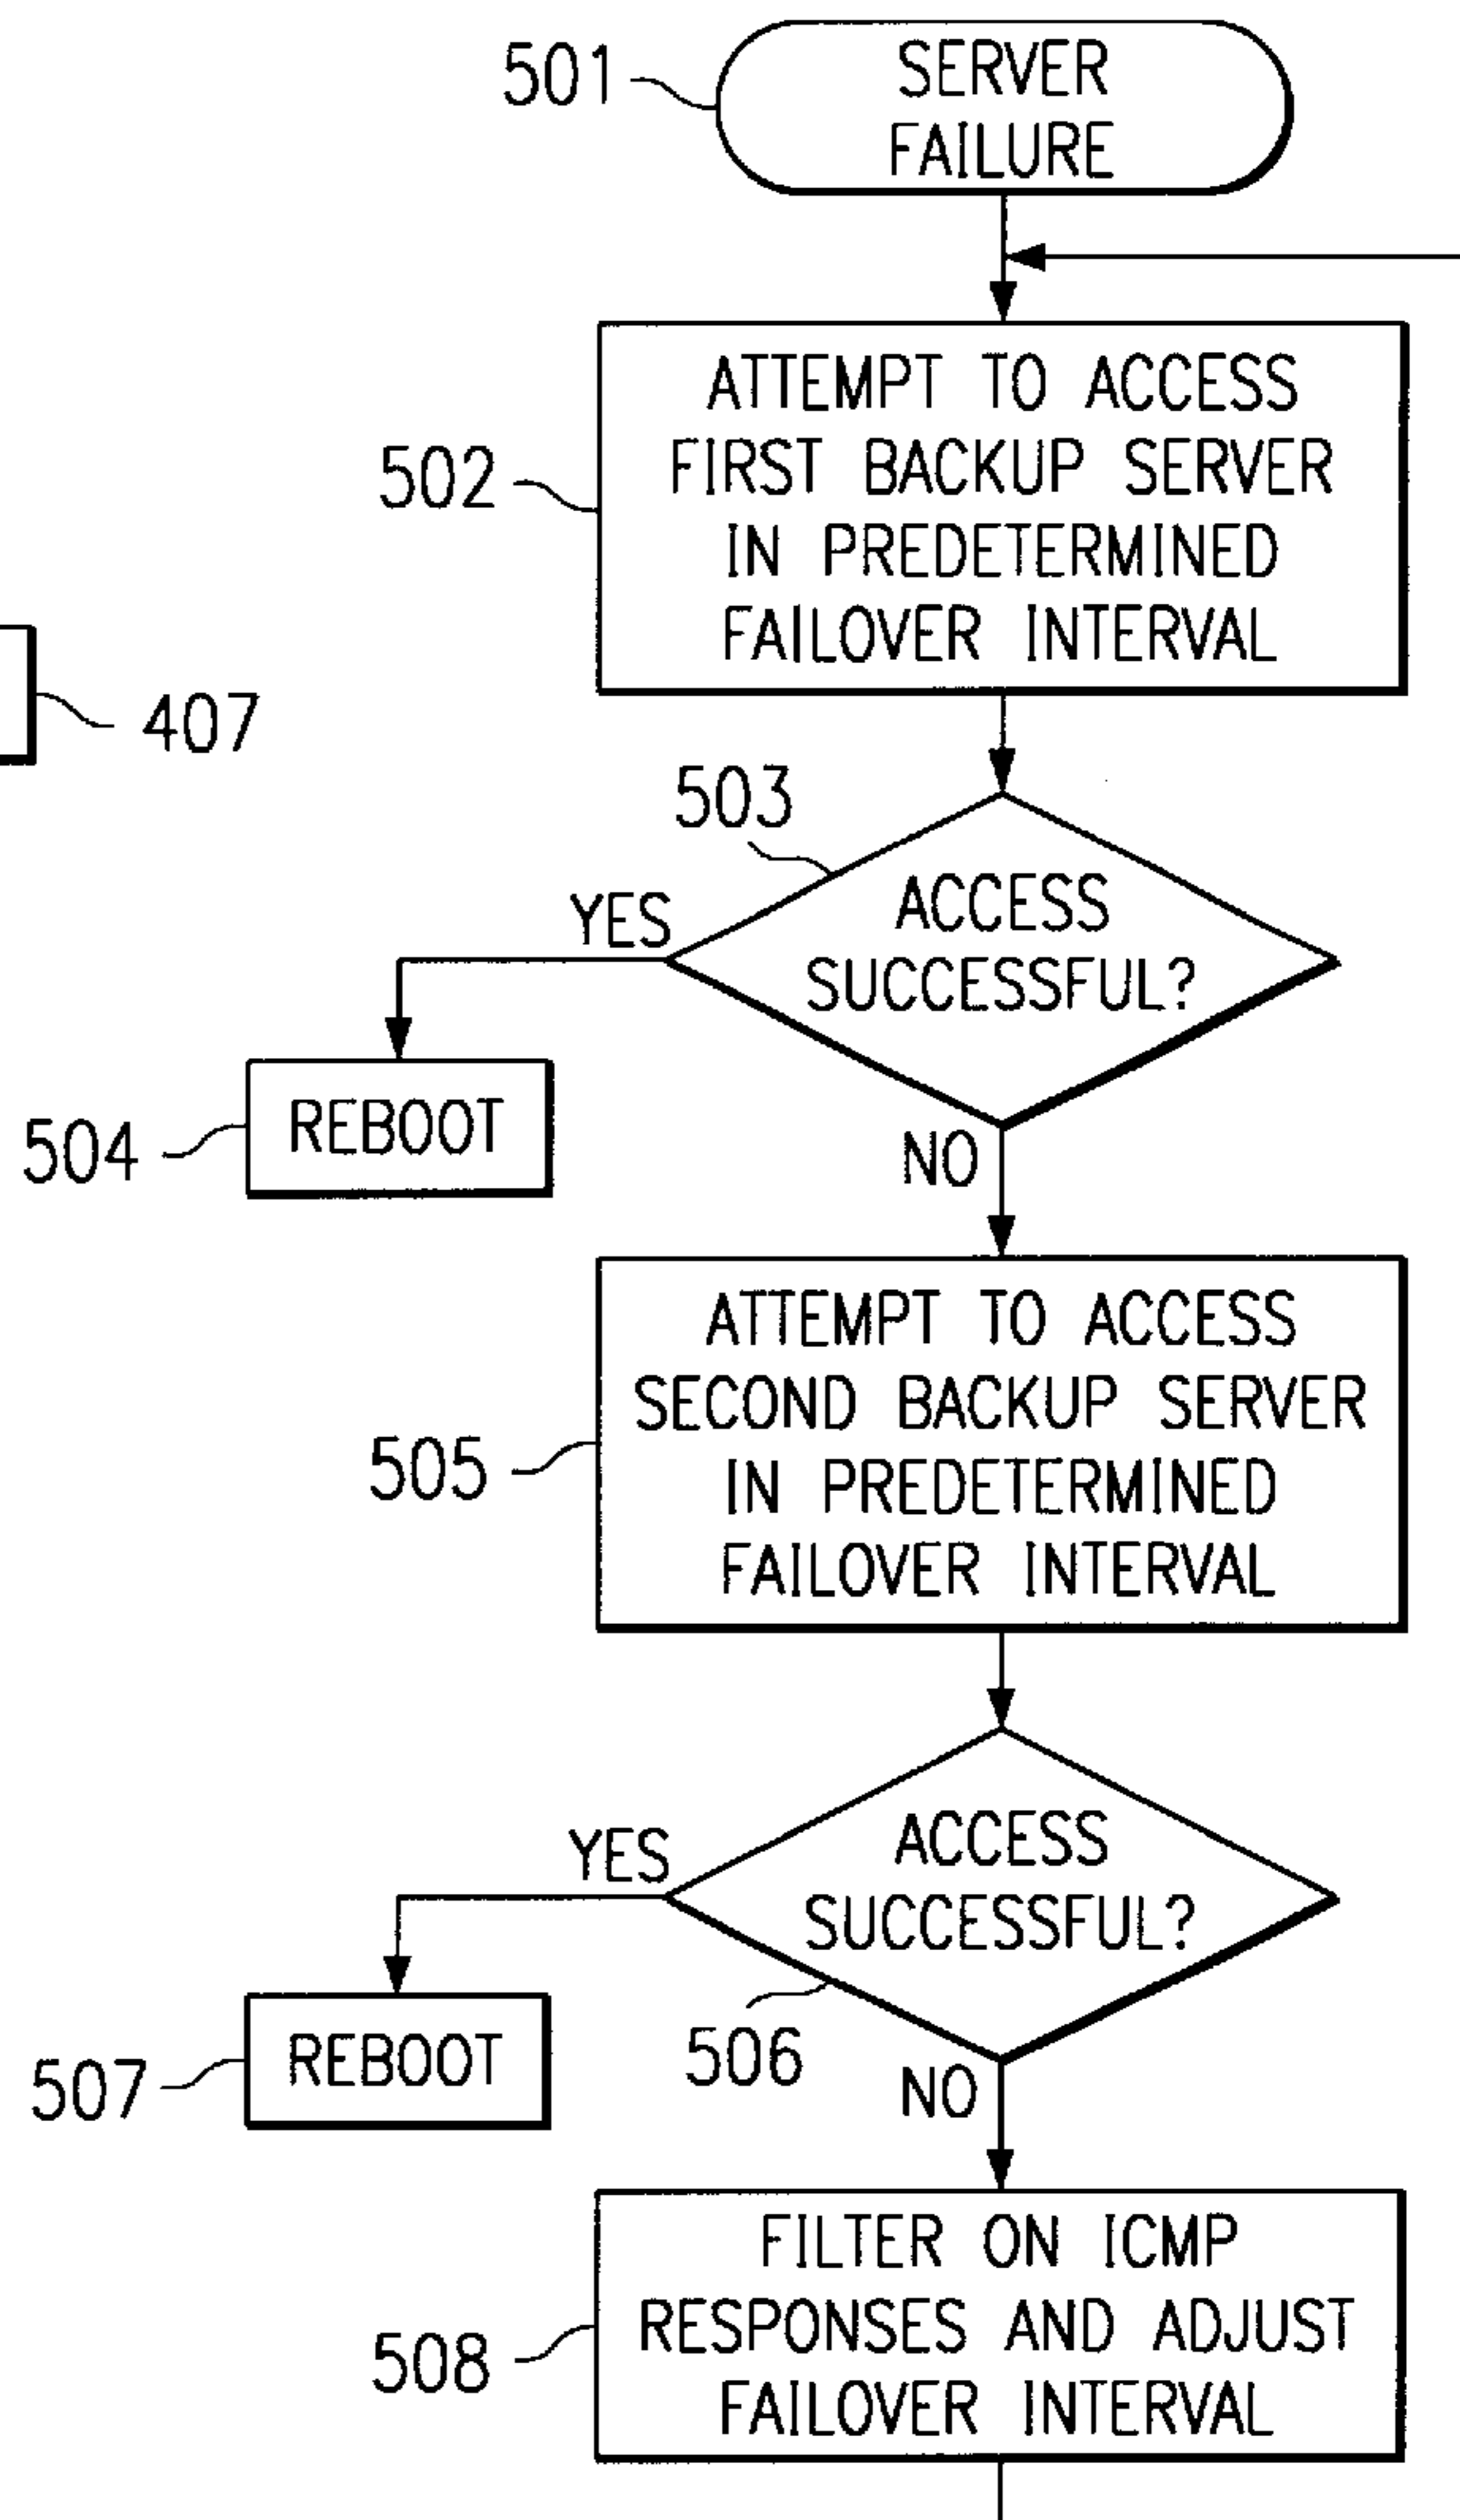 501
SERVER
FAILURE
502
ATTEMPT TO ACCESS
FIRST BACKUP SERVER
IN PREDETERMINED
FAILOVER INTERVAL
407
503
YES
ACCESS
SUCCESSFUL?
504
REBOOT
NO
505
ATTEMPT TO ACCESS
SECOND BACKUP SERVER
IN PREDETERMINED
FAILOVER INTERVAL
YES
ACCESS
SUCCESSFUL?
506
507
REBOOT
NO
508
FILTER ON ICMP
RESPONSES AND ADJUST
FAILOVER INTERVAL